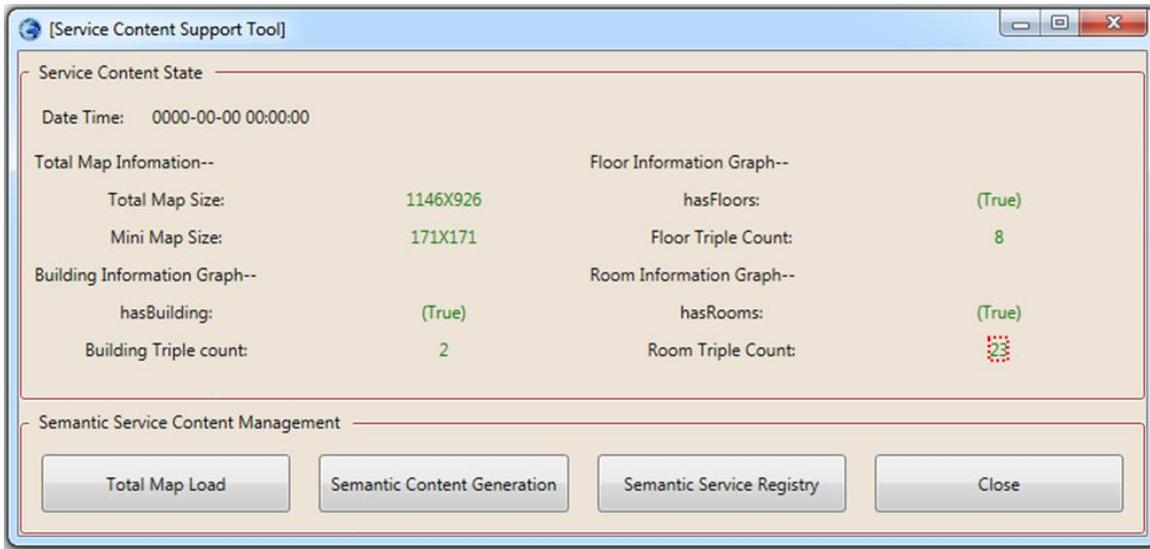 [Service Content Support Tool]
Service Content State
Date Time: 0000-00-00 00:00:00
Total Map Infomation--
Total Map Size: 1146X926
Mini Map Size: 171X171
Building Information Graph--
hasBuilding: (True)
Building Triple count: 2
Floor Information Graph--
hasFloors: (True)
Floor Triple Count: 8
Room Information Graph--
hasRooms: (True)
Room Triple Count: 23
Semantic Service Content Management
Total Map Load Semantic Content Generation Semantic Service Registry Close